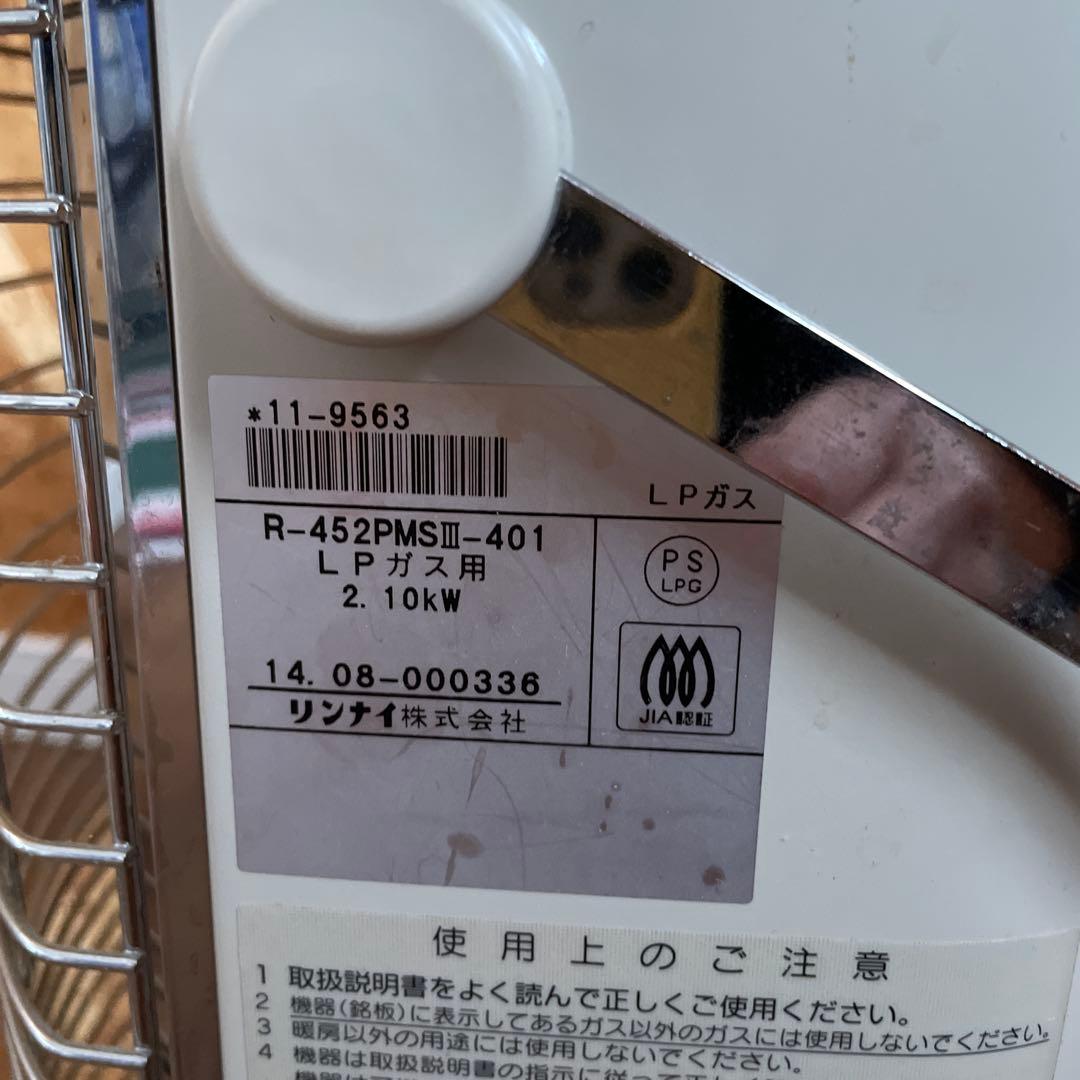 *11-9563
LPガス
R-452PMSⅢ-401
LPガス用
2.10kW
14.08-000336
リンナイ株式会社
PS
LPG
JIA認証
使用上のご注意
1 取扱説明書をよく読んで正しくご使用ください。
2 機器(銘板)に表示してあるガス以外のガスには使用しないでください。
3 暖房以外の用途には使用しないでください。
4 機器は取扱説明書の指示に従って正しく